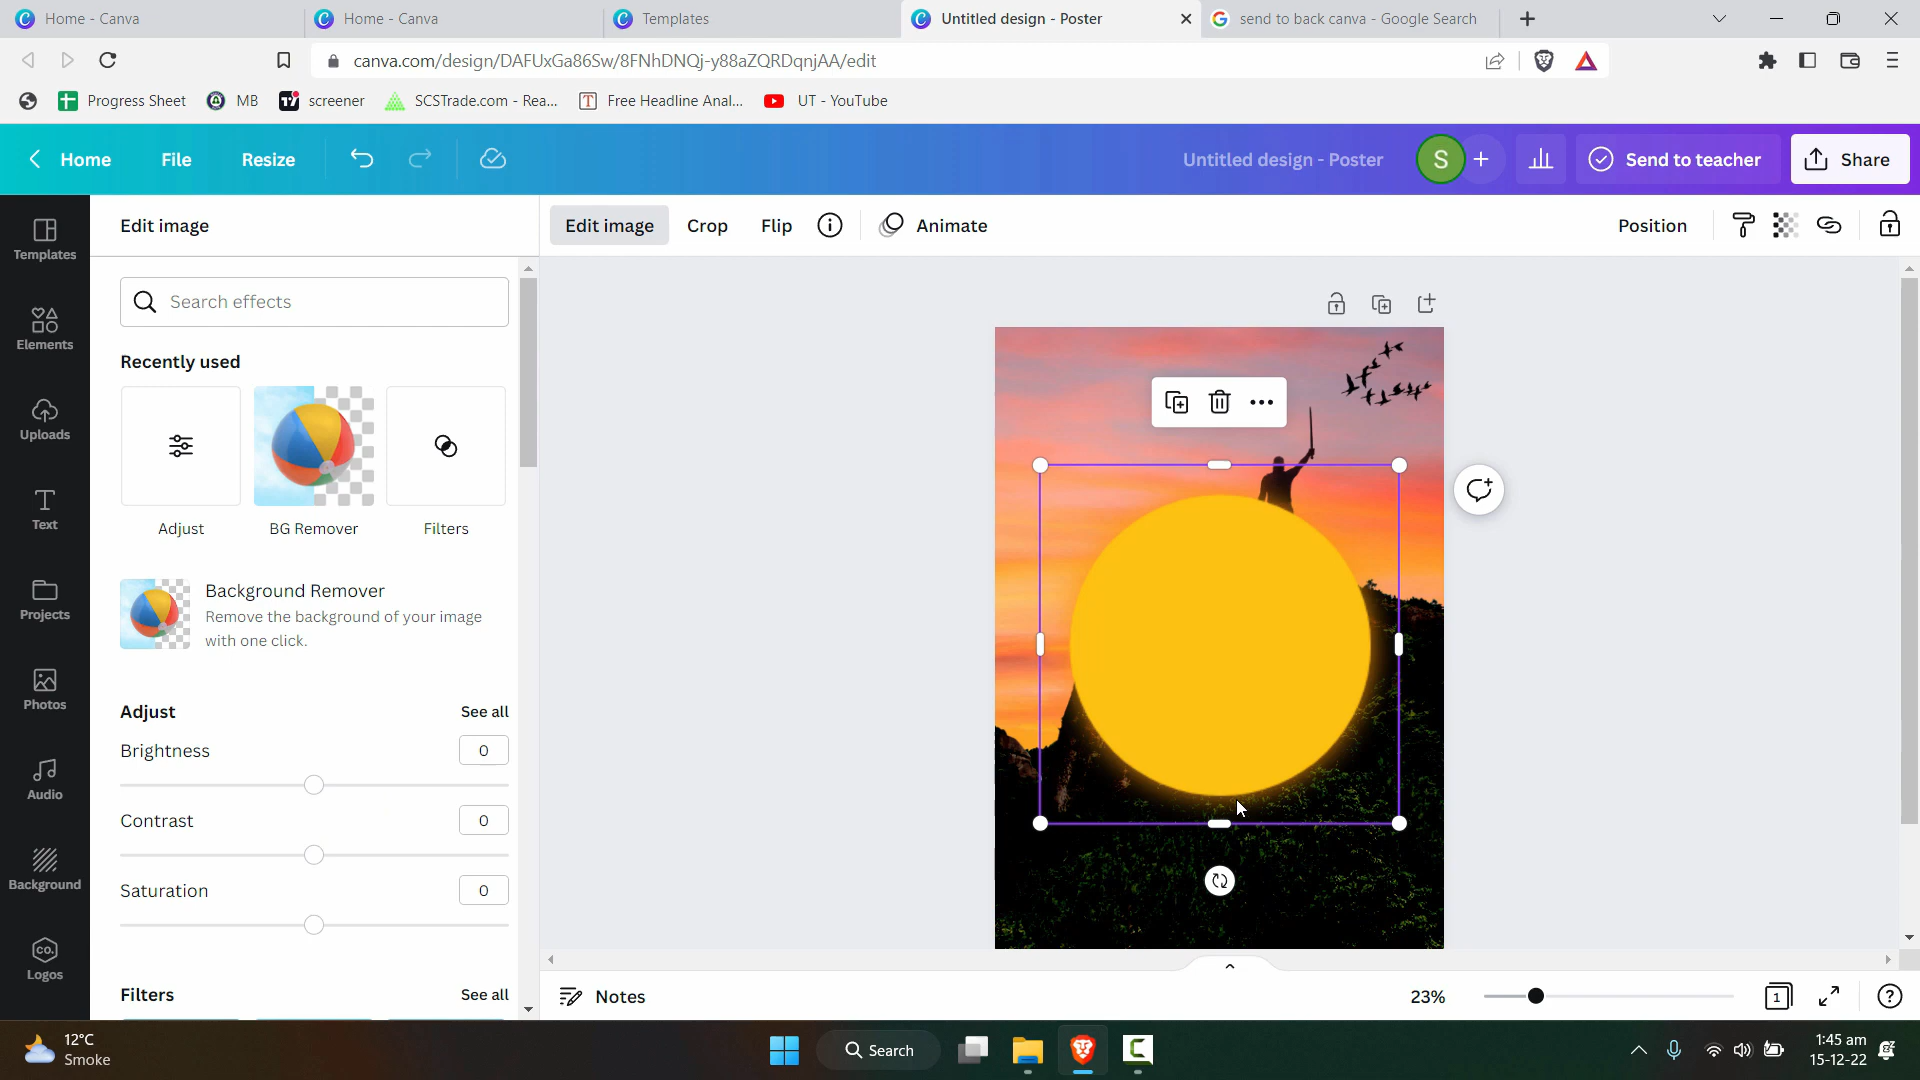 Home - Canva
Home - Canva
Templates
Untitled design - Poster
send to back canva - Google Search
canva.com/design/DAFUxGa86Sw/8FNhDNQj-y88aZQRDqnjAA/edit
Progress Sheet
MB
screener
SCSTrade.com - Rea...
Free Headline Anal...
UT - YouTube
Home
File
Resize
Untitled design - Poster
S
Send to teacher
Share
Templates
Elements
Uploads
Text
Projects
Photos
Audio
Background
CO.
Logos
Edit image
Search effects
Recently used
Adjust
BG Remover
Filters
Background Remover
Remove the background of your image
with one click.
Adjust
See all
Brightness
0
Contrast
0
Saturation
0
Filters
See all
Edit image
Crop
Flip
Animate
Position
Notes
23%
1
12°C
Smoke
Search
1:45 am
15-12-22